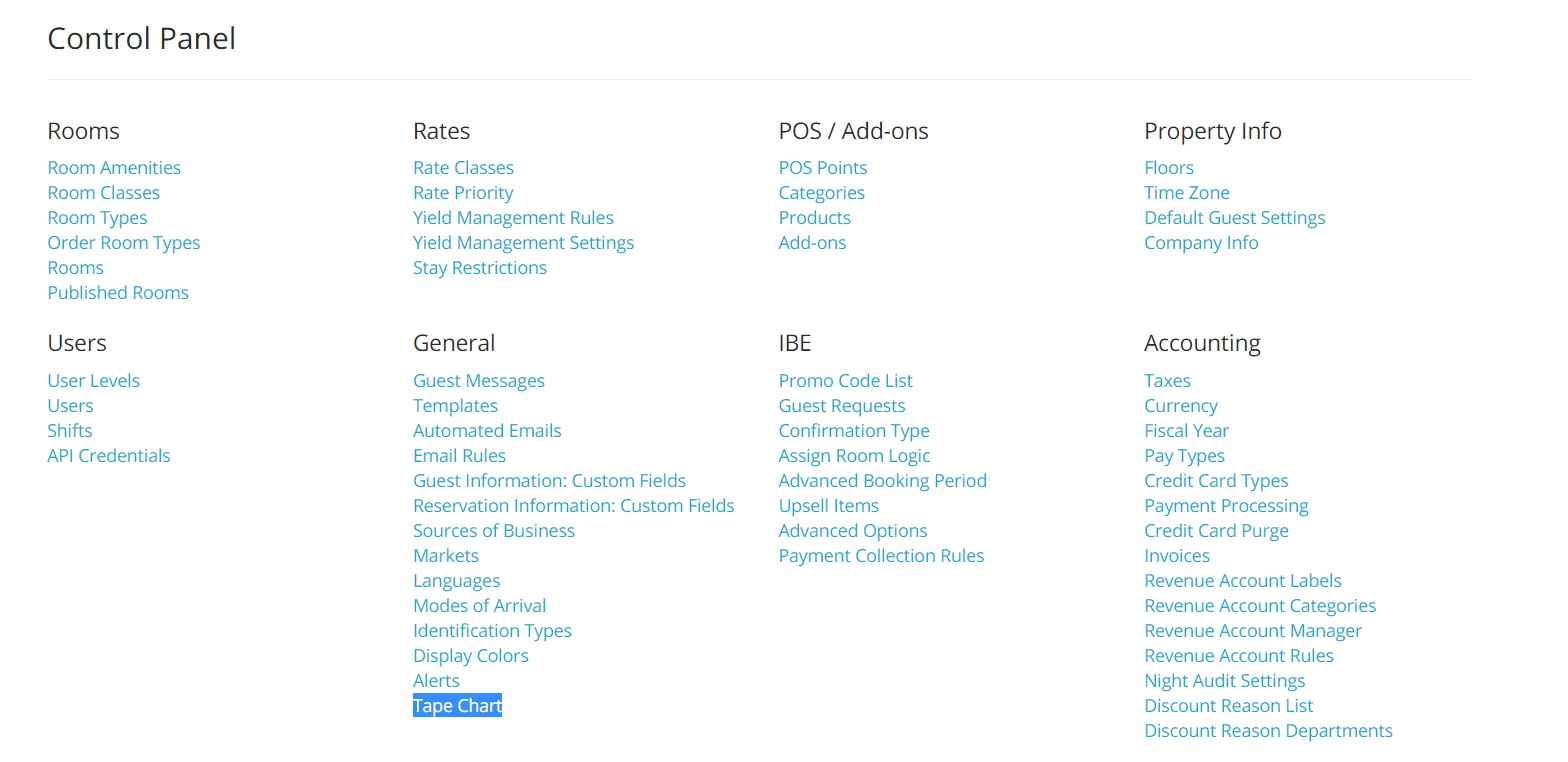 Control Panel
Rooms
Room Amenities
Room Classes
Room Types
Order Room Types
Rooms
Published Rooms
Rates
Rate Classes
Rate Priority
Yield Management Rules
Yield Management Settings
Stay Restrictions
POS / Add-ons
POS Points
Categories
Products
Add-ons
Property Info
Floors
Time Zone
Default Guest Settings
Company Info
Users
User Levels
Users
Shifts
API Credentials
General
Guest Messages
Templates
Automated Emails
Email Rules
Guest Information: Custom Fields
Reservation Information: Custom Fields
Sources of Business
Markets
Languages
Modes of Arrival
Identification Types
Display Colors
Alerts
Tape Chart
IBE
Promo Code List
Guest Requests
Confirmation Type
Assign Room Logic
Advanced Booking Period
Upsell Items
Advanced Options
Payment Collection Rules
Accounting
Taxes
Currency
Fiscal Year
Pay Types
Credit Card Types
Payment Processing
Credit Card Purge
Invoices
Revenue Account Labels
Revenue Account Categories
Revenue Account Manager
Revenue Account Rules
Night Audit Settings
Discount Reason List
Discount Reason Departments